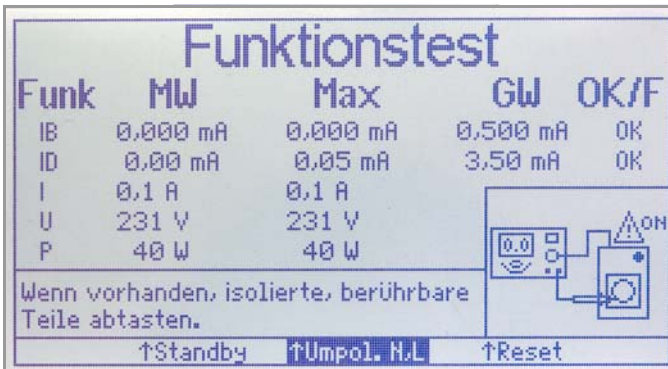 Funktionstest
Funk MW Max GW OK/F
IB 0,000 mA 0,000 mA 0,500 mA OK
ID 0,00 mA 0,05 mA 3,50 mA OK
I 0,1 A 0,1 A
U 231 V 231 V
P 40 W 40 W
ON
0.0
Wenn vorhanden, isolierte, berührbare
Teile abtasten.
↑Standby ↑Umpol. N,L ↑Reset